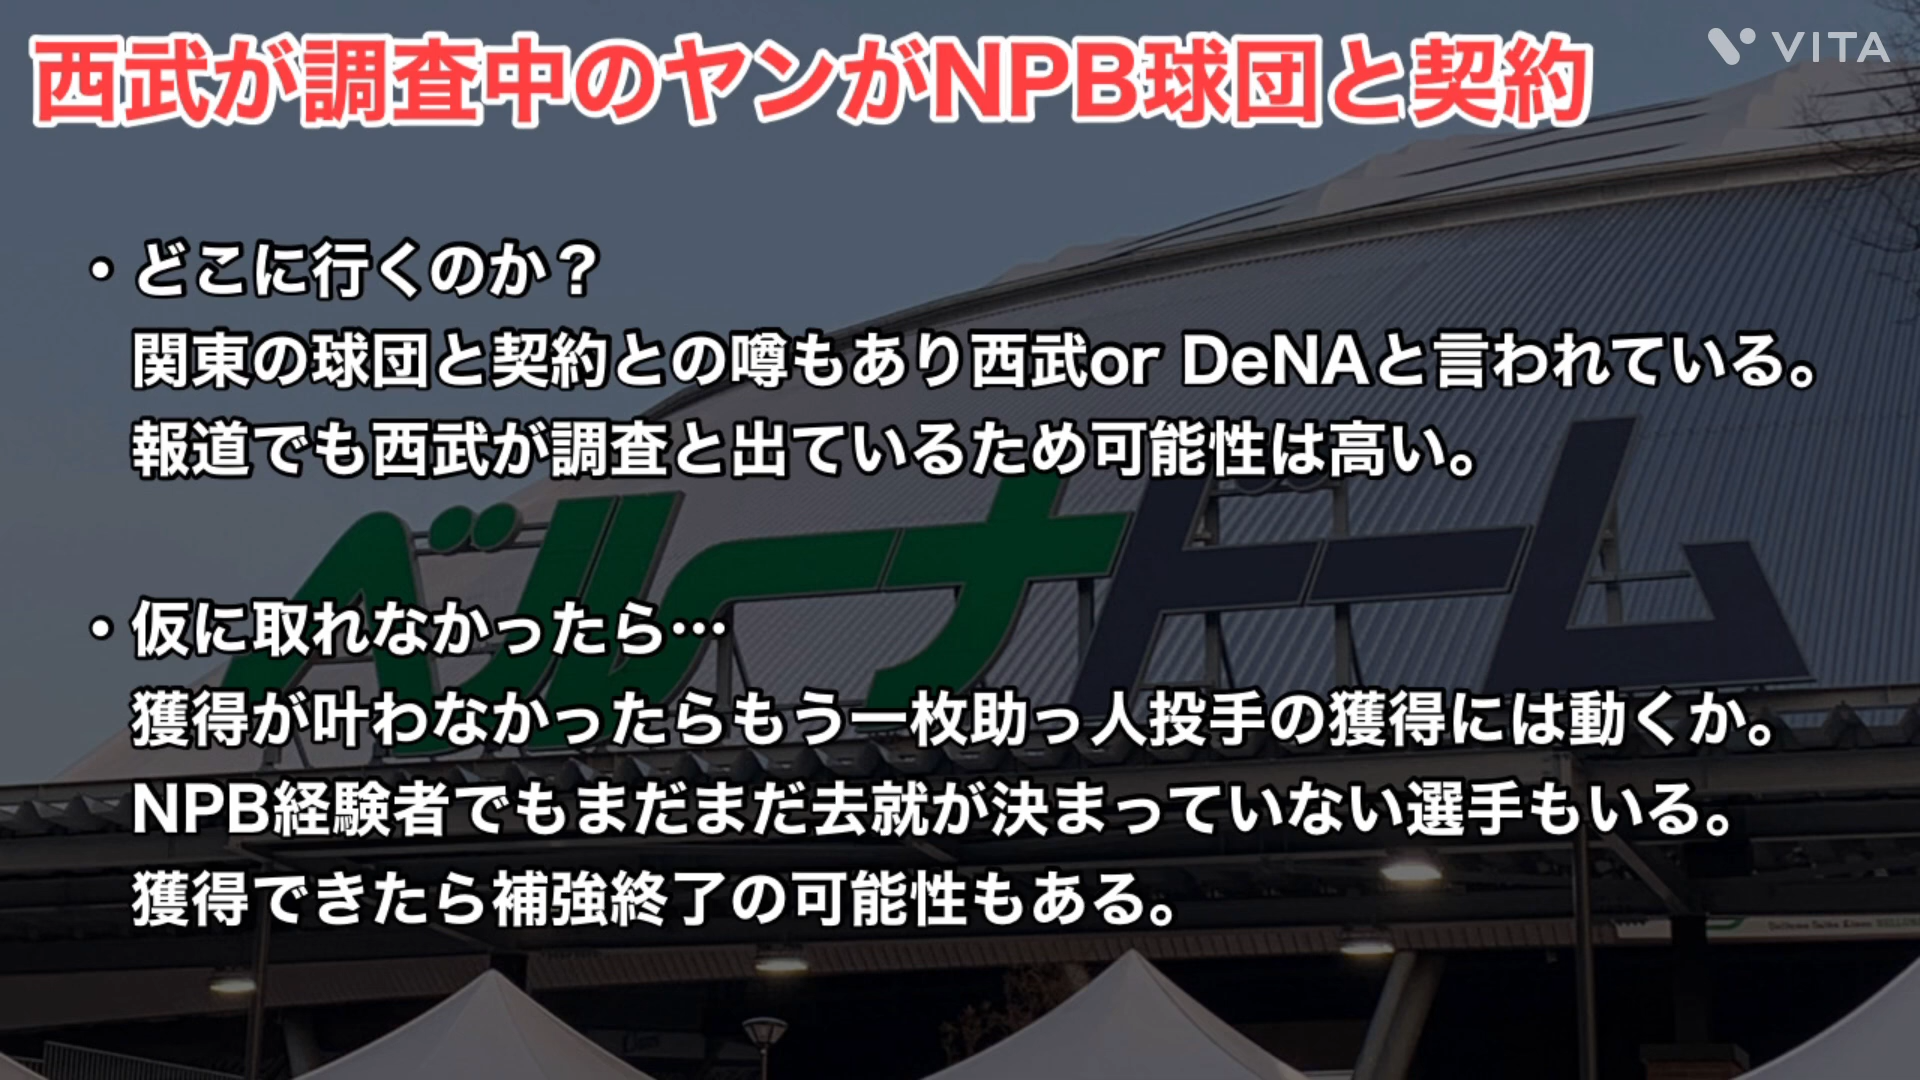 西武が調査中のヤンがNPB球団と契約
VITA
・どこに行くのか？
関東の球団と契約との噂もあり西武or DeNAと言われている。
報道でも西武が調査と出ているため可能性は高い。
ベルーナドーム
・仮に取れなかったら…
獲得が叶わなかったらもう一枚助っ人投手の獲得には動くか。
NPB経験者でもまだまだ去就が決まっていない選手もいる。
獲得できたら補強終了の可能性もある。